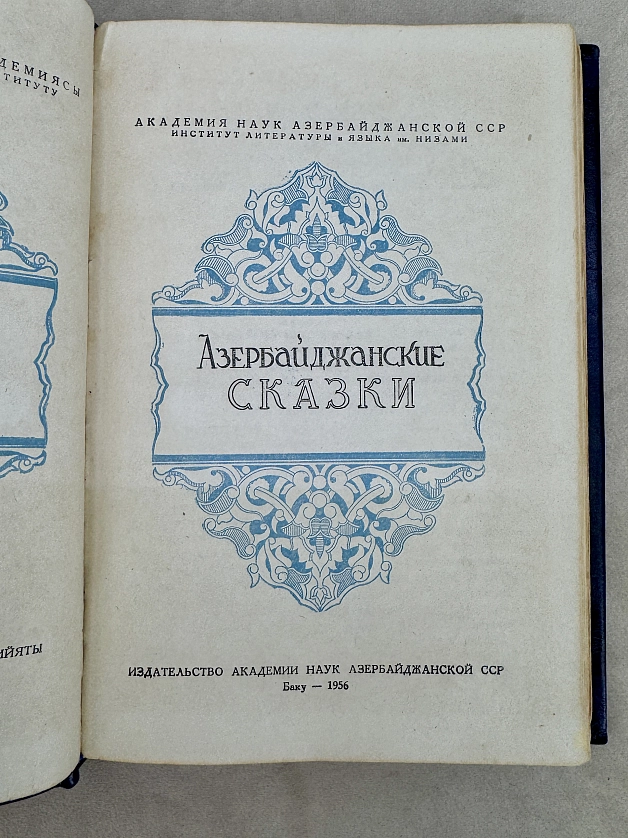 АКАДЕМИЯ НАУК АЗЕРБАЙДЖАНСКОЙ ССР
ИНСТИТУТ ЛИТЕРАТУРЫ и ЯЗЫКА им. НИЗАМИ
АЗЕРБАЙДЖАНСКИЕ
СКАЗКИ
ИЗДАТЕЛЬСТВО АКАДЕМИИ НАУК АЗЕРБАЙДЖАНСКОЙ ССР
Баку — 1956